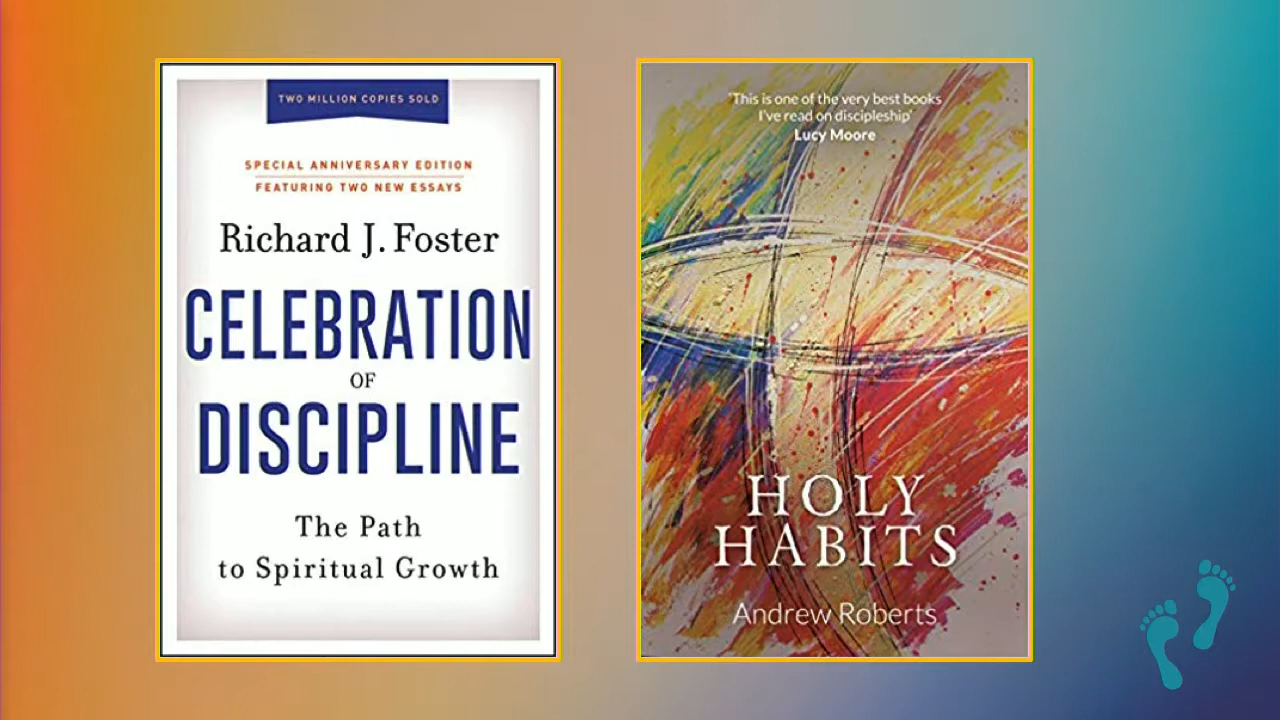 TWO MILLION COPIES SOLD
SPECIAL ANNIVERSARY EDITION
FEATURING TWO NEW ESSAYS
Richard J. Foster
CELEBRATION
OF
DISCIPLINE
The Path
to Spiritual Growth
'This is one of the very best books
I've read on discipleship'
Lucy Moore
HOLY
HABITS
Andrew Roberts